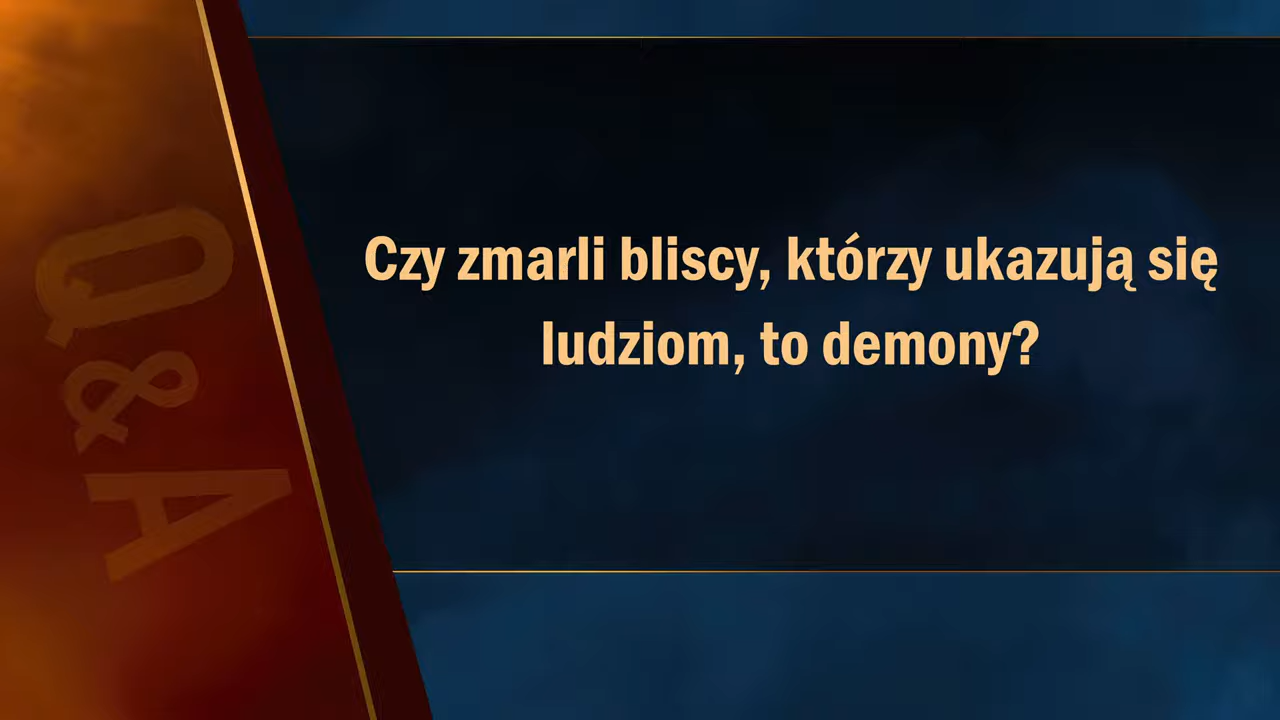 Q&A
Czy zmarli bliscy, którzy ukazują się
ludziom, to demony?